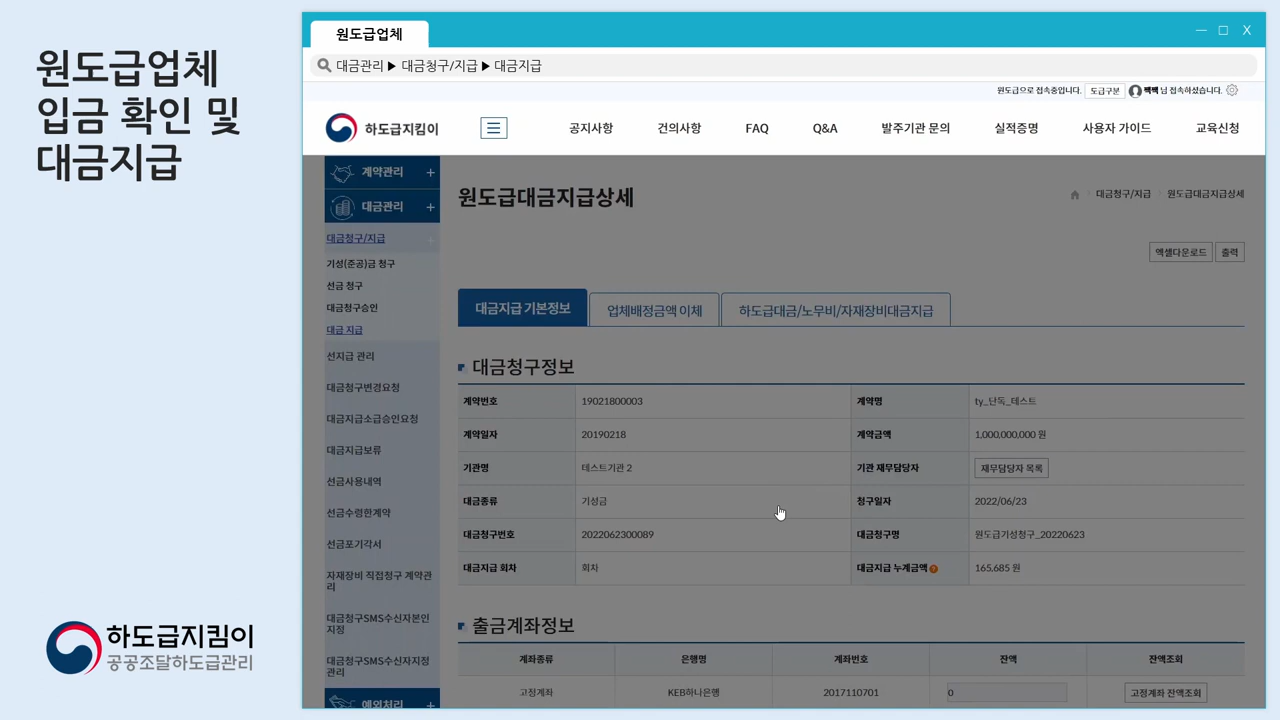 원도급업체
입금 확인 및
대금지급
원도급업체
대금관리 ▶ 대금청구/지급 ▶ 대금지급
원도급으로 접속중입니다. 도급구분 빽빽 님 접속하셨습니다.
하도급지킴이
공지사항 건의사항 FAQ Q&A 발주기관 문의 실적증명 사용자 가이드 교육신청
계약관리 +
대금관리 +
대금청구/지급
기성(준공)금 청구
선금 청구
대금청구승인
대금 지급
선지급 관리
대금청구변경요청
대금지급소급승인요청
대금지급보류
선금사용내역
선금수령한계약
선금포기각서
자재장비 직접청구 계약관
리
대금청구SMS수신자본인
지정
대금청구SMS수신자지정
관리
예외처리 +
원도급대금지급상세
대금청구/지급 원도급대금지급상세
엑셀다운로드 출력
대금지급 기본정보 업체배정금액 이체 하도급대금/노무비/자재장비대금지급
대금청구정보
계약번호 19021800003 계약명 ty_단독_테스트
계약일자 20190218 계약금액 1,000,000,000 원
기관명 테스트기관 2 기관 재무담당자 재무담당자 목록
대금종류 기성금 청구일자 2022/06/23
대금청구번호 2022062300089 대금청구명 원도급기성청구_20220623
대금지급 회차 회차 대금지급 누계금액 ? 165,685 원
출금계좌정보
계좌종류 은행명 계좌번호 잔액 잔액조회
고정계좌 KEB하나은행 2017110701 0 고정계좌 잔액조회
하도급지킴이
공공조달하도급관리